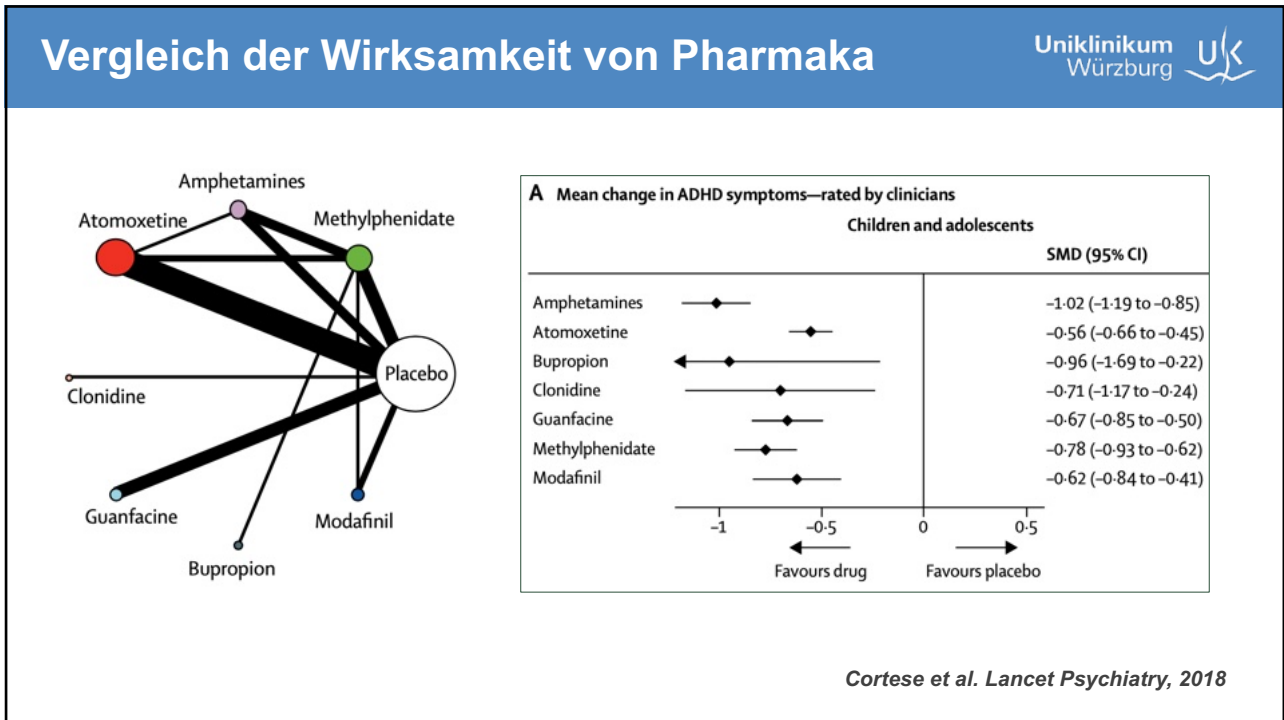 Vergleich der Wirksamkeit von Pharmaka
Uniklinikum
Würzburg
UK
Amphetamines
Atomoxetine
Methylphenidate
Placebo
Clonidine
Guanfacine
Modafinil
Bupropion
A Mean change in ADHD symptoms—rated by clinicians
Children and adolescents
SMD (95% CI)
Amphetamines −1·02 (−1·19 to −0·85)
Atomoxetine −0·56 (−0·66 to −0·45)
Bupropion −0·96 (−1·69 to −0·22)
Clonidine −0·71 (−1·17 to −0·24)
Guanfacine −0·67 (−0·85 to −0·50)
Methylphenidate −0·78 (−0·93 to −0·62)
Modafinil −0·62 (−0·84 to −0·41)
−1 −0·5 0 0·5
Favours drug Favours placebo
Cortese et al. Lancet Psychiatry, 2018